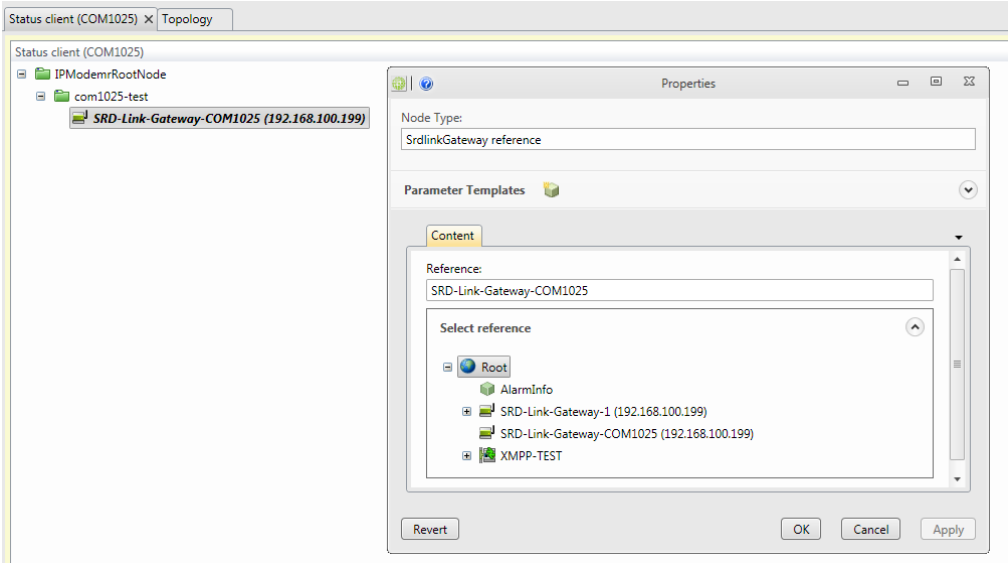 Status client (COM1025)
Topology
Status client (COM1025)
IPModemrRootNode
com1025-test
SRD-Link-Gateway-COM1025 (192.168.100.199)
Properties
Node Type:
SrdlinkGateway reference
Parameter Templates
Content
Reference:
SRD-Link-Gateway-COM1025
Select reference
Root
AlarmInfo
SRD-Link-Gateway-1 (192.168.100.199)
SRD-Link-Gateway-COM1025 (192.168.100.199)
XMPP-TEST
Revert
OK
Cancel
Apply